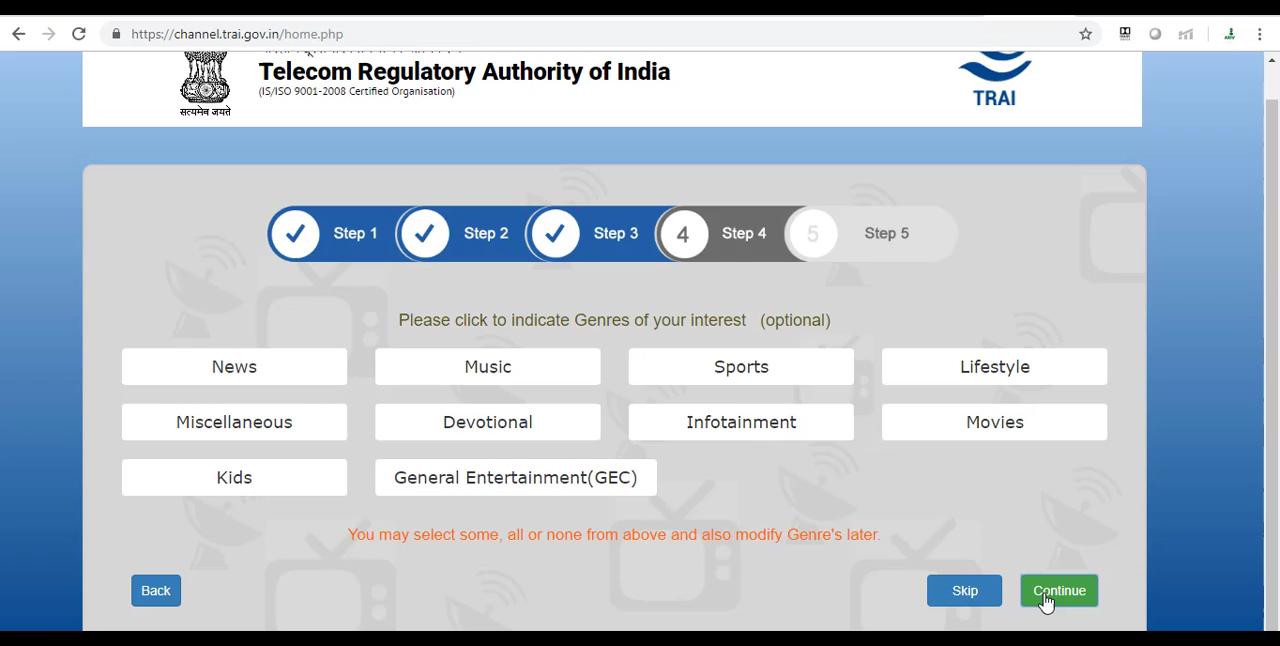 https://channel.trai.gov.in/home.php
Telecom Regulatory Authority of India
(IS/ISO 9001-2008 Certified Organisation)
सत्यमेव जयते
TRAI
Step 1
Step 2
Step 3
4 Step 4
5 Step 5
Please click to indicate Genres of your interest (optional)
News Music Sports Lifestyle
Miscellaneous Devotional Infotainment Movies
Kids General Entertainment(GEC)
You may select some, all or none from above and also modify Genre's later.
Back Skip Continue